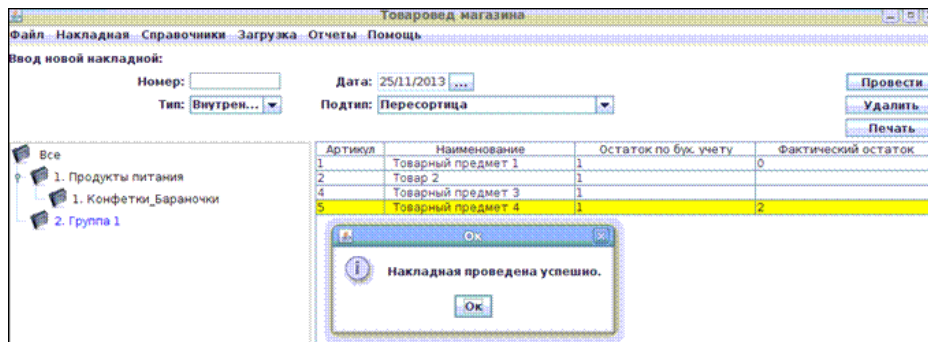 Товаровед магазина
Файл Накладная Справочники Загрузка Отчеты Помощь
Ввод новой накладной:
Номер: Дата: 25/11/2013 ... Провести
Тип: Внутрен... Подтип: Пересортица Удалить
Печать
Все
1. Продукты питания
1. Конфетки_Бараночки
2. Группа 1
Артикул Наименование Остаток по бух. учету Фактический остаток
1 Товарный предмет 1 1 0
2 Товар 2 1
4 Товарный предмет 3 1
5 Товарный предмет 4 1 2
Ок
Накладная проведена успешно.
Ок